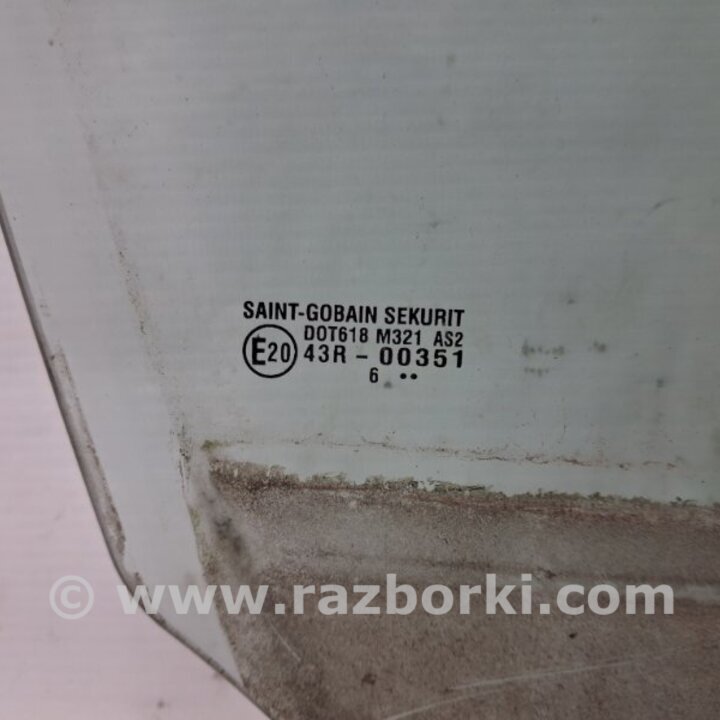 SAINT-GOBAIN SEKURIT
DOT618 M321 AS2
E20 43R - 00351
6 ••
© www.razborki.com